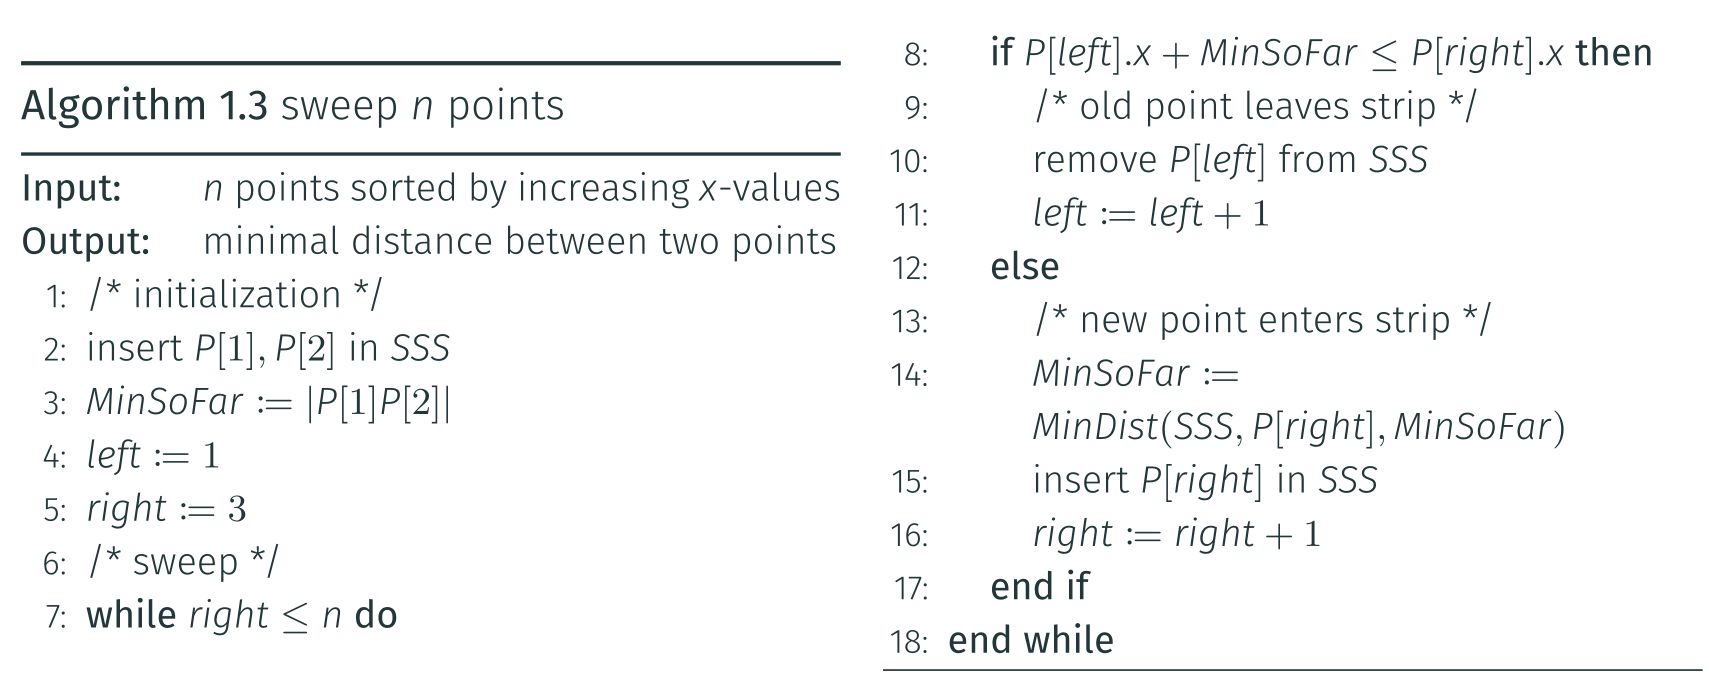 Algorithm 1.3 sweep n points
Input: n points sorted by increasing x-values
Output: minimal distance between two points
1: /* initialization */
2: insert P[1], P[2] in SSS
3: MinSoFar := |P[1]P[2]|
4: left := 1
5: right := 3
6: /* sweep */
7: while right ≤ n do
8: if P[left].x + MinSoFar ≤ P[right].x then
9: /* old point leaves strip */
10: remove P[left] from SSS
11: left := left + 1
12: else
13: /* new point enters strip */
14: MinSoFar :=
MinDist(SSS, P[right], MinSoFar)
15: insert P[right] in SSS
16: right := right + 1
17: end if
18: end while